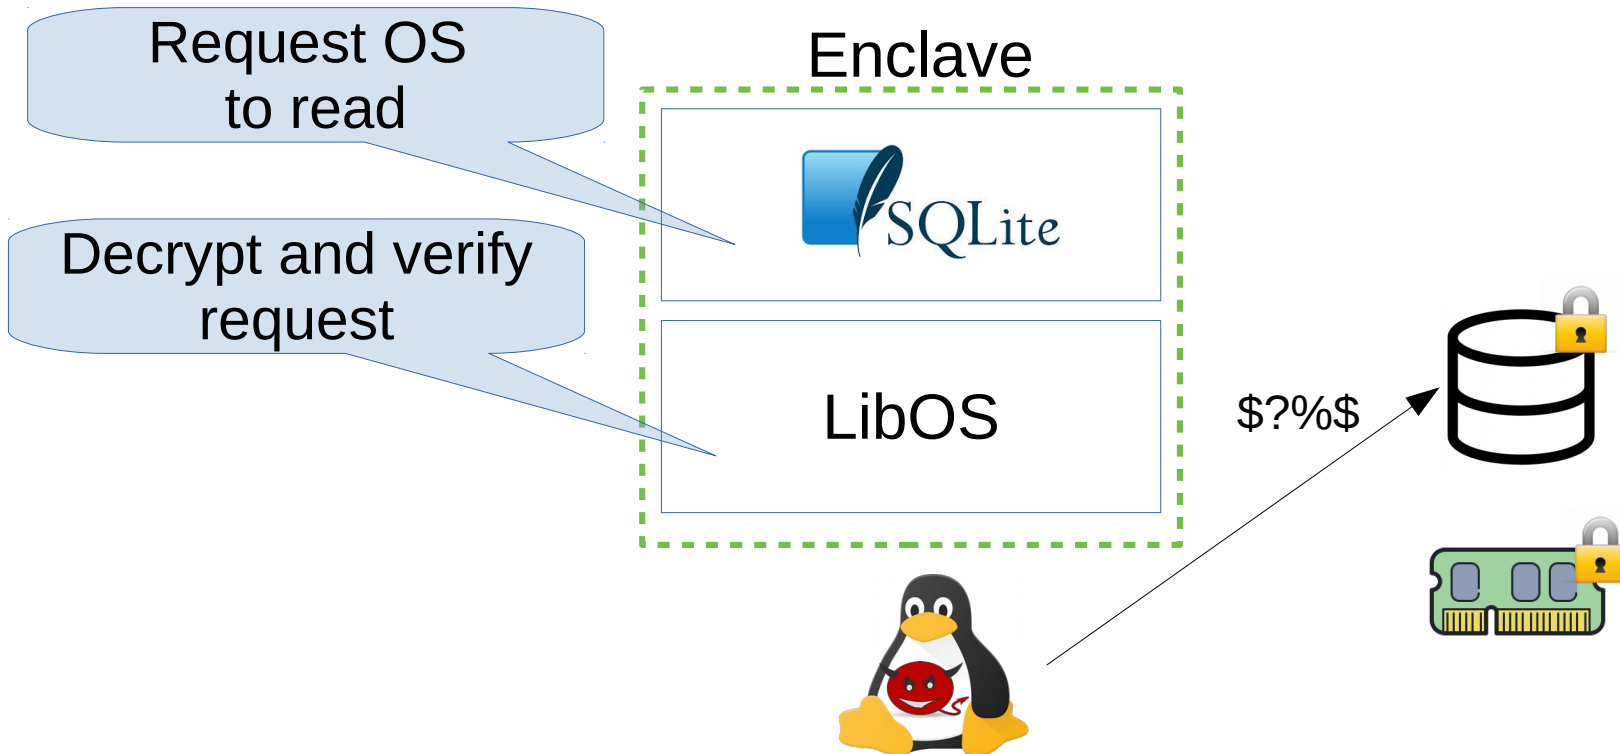 Request OS
to read
Enclave
SQLite
Decrypt and verify
request
LibOS
$?%$